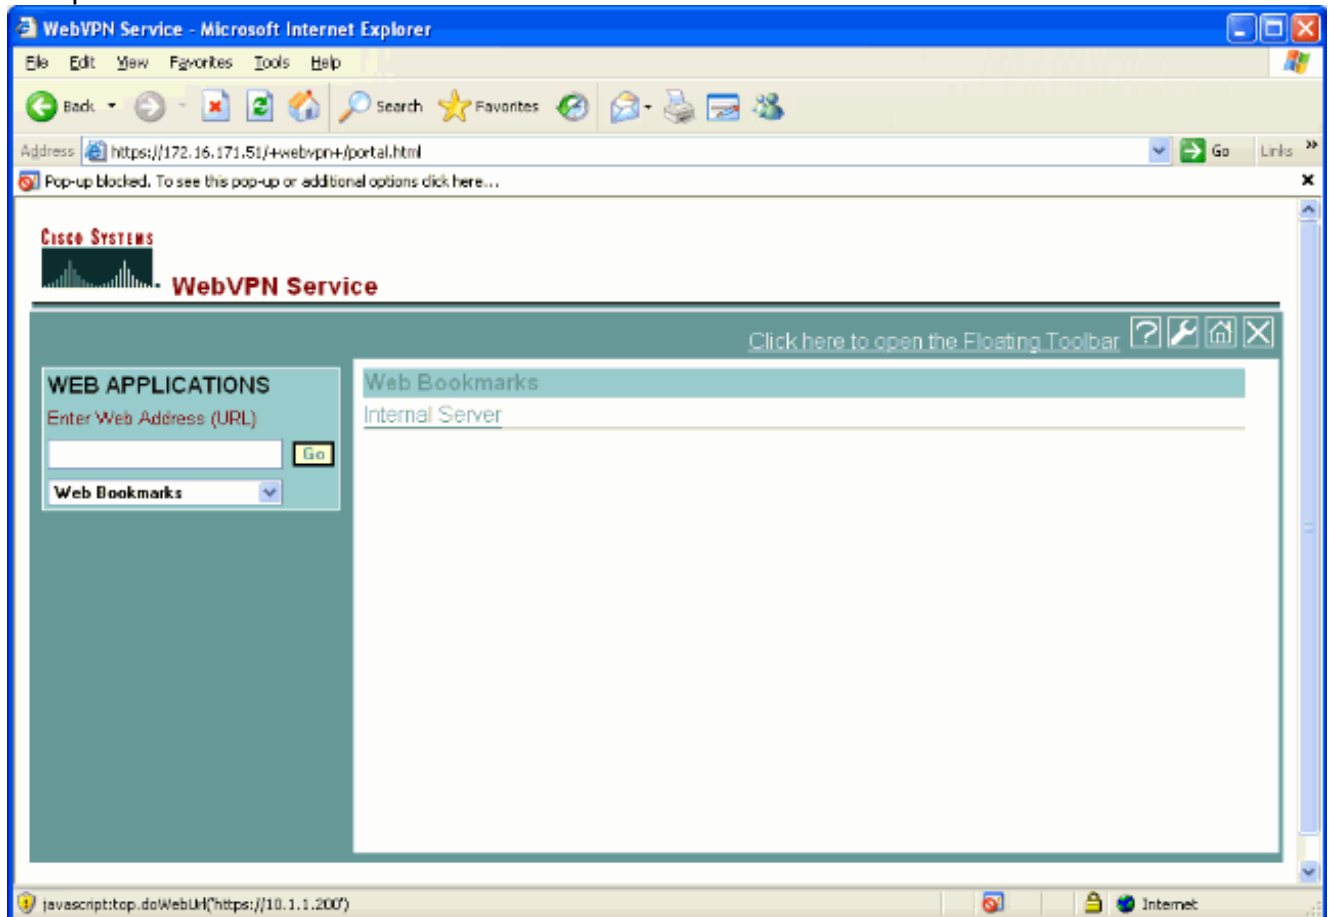 WebVPN Service - Microsoft Internet Explorer
File Edit View Favorites Tools Help
Back Search Favorites
Address https://172.16.171.51/+webvpn+/portal.html Go Links »
Pop-up blocked. To see this pop-up or additional options click here...
CISCO SYSTEMS
WebVPN Service
Click here to open the Floating Toolbar
WEB APPLICATIONS
Enter Web Address (URL)
Go
Web Bookmarks
Web Bookmarks
Internal Server
javascript:top.doWebUrl('https://10.1.1.200') Internet